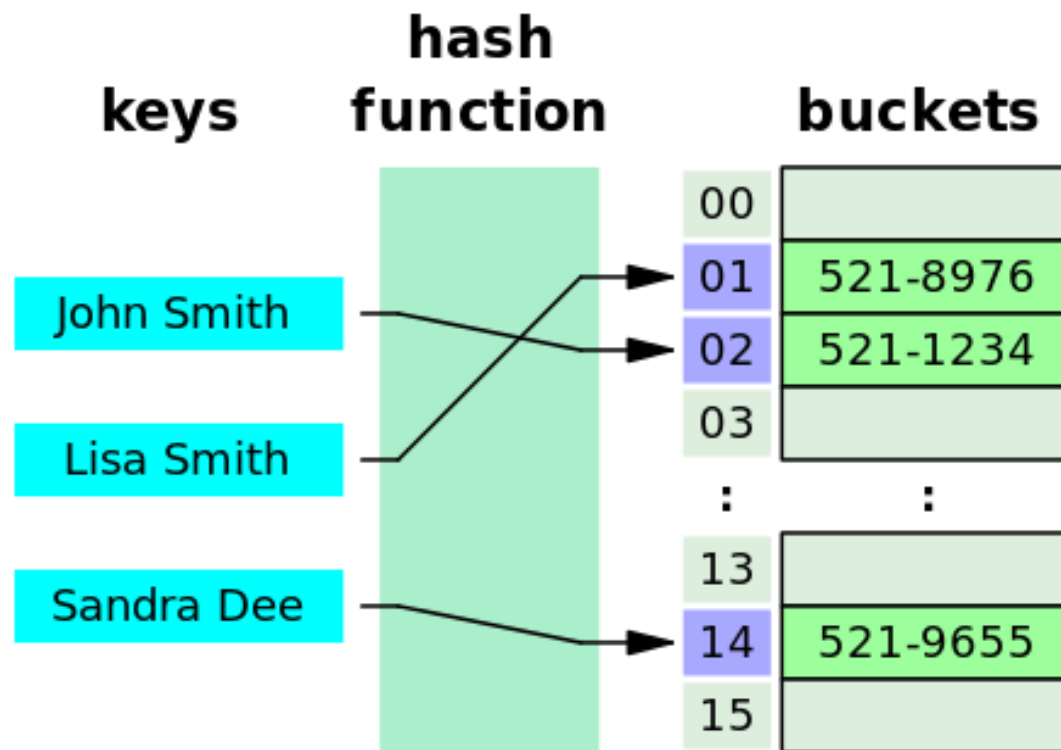 hash
keys function buckets
00
01 521-8976
John Smith
02 521-1234
03
Lisa Smith
: :
13
Sandra Dee
14 521-9655
15